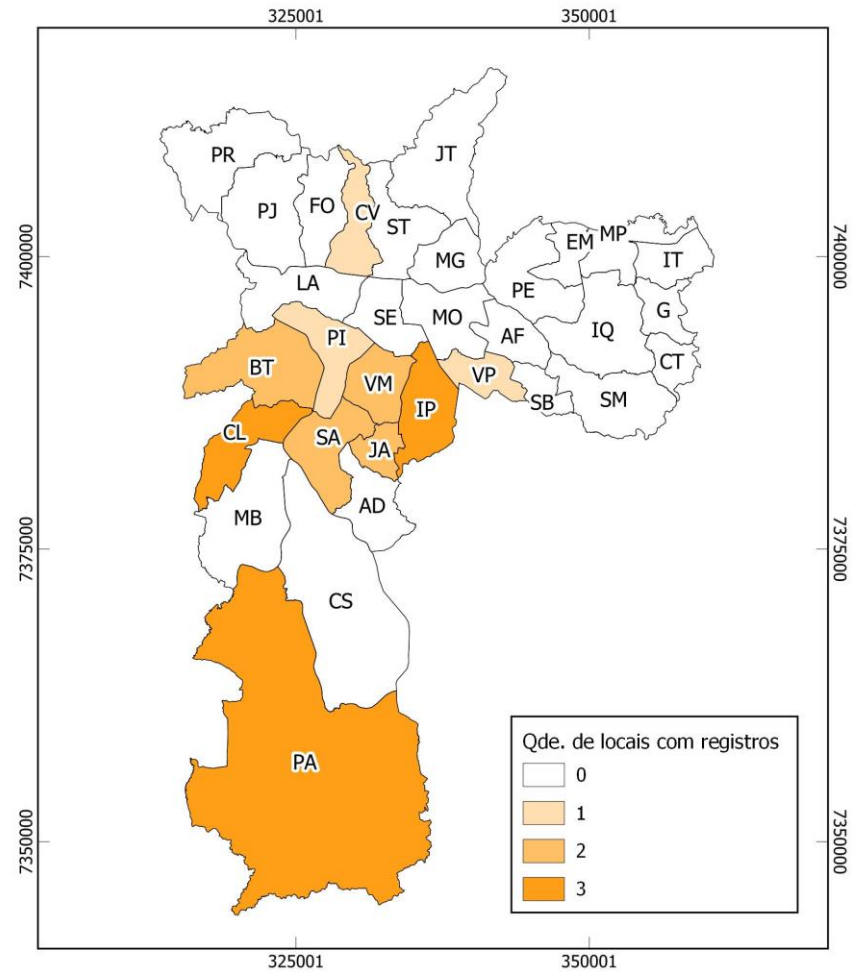 325001 350001
JT
PR
FO
PJ
CV
ST
MP
EM
MG
IT
7400000 7400000
LA
PE
G
SE
MO
AF
IQ
PI
CT
BT
VP
VM
SM
SB
IP
CL
SA
JA
AD
MB
7375000 7375000
CS
Qde. de locais com registros
PA
0
1
7350000 7350000
2
3
325001 350001